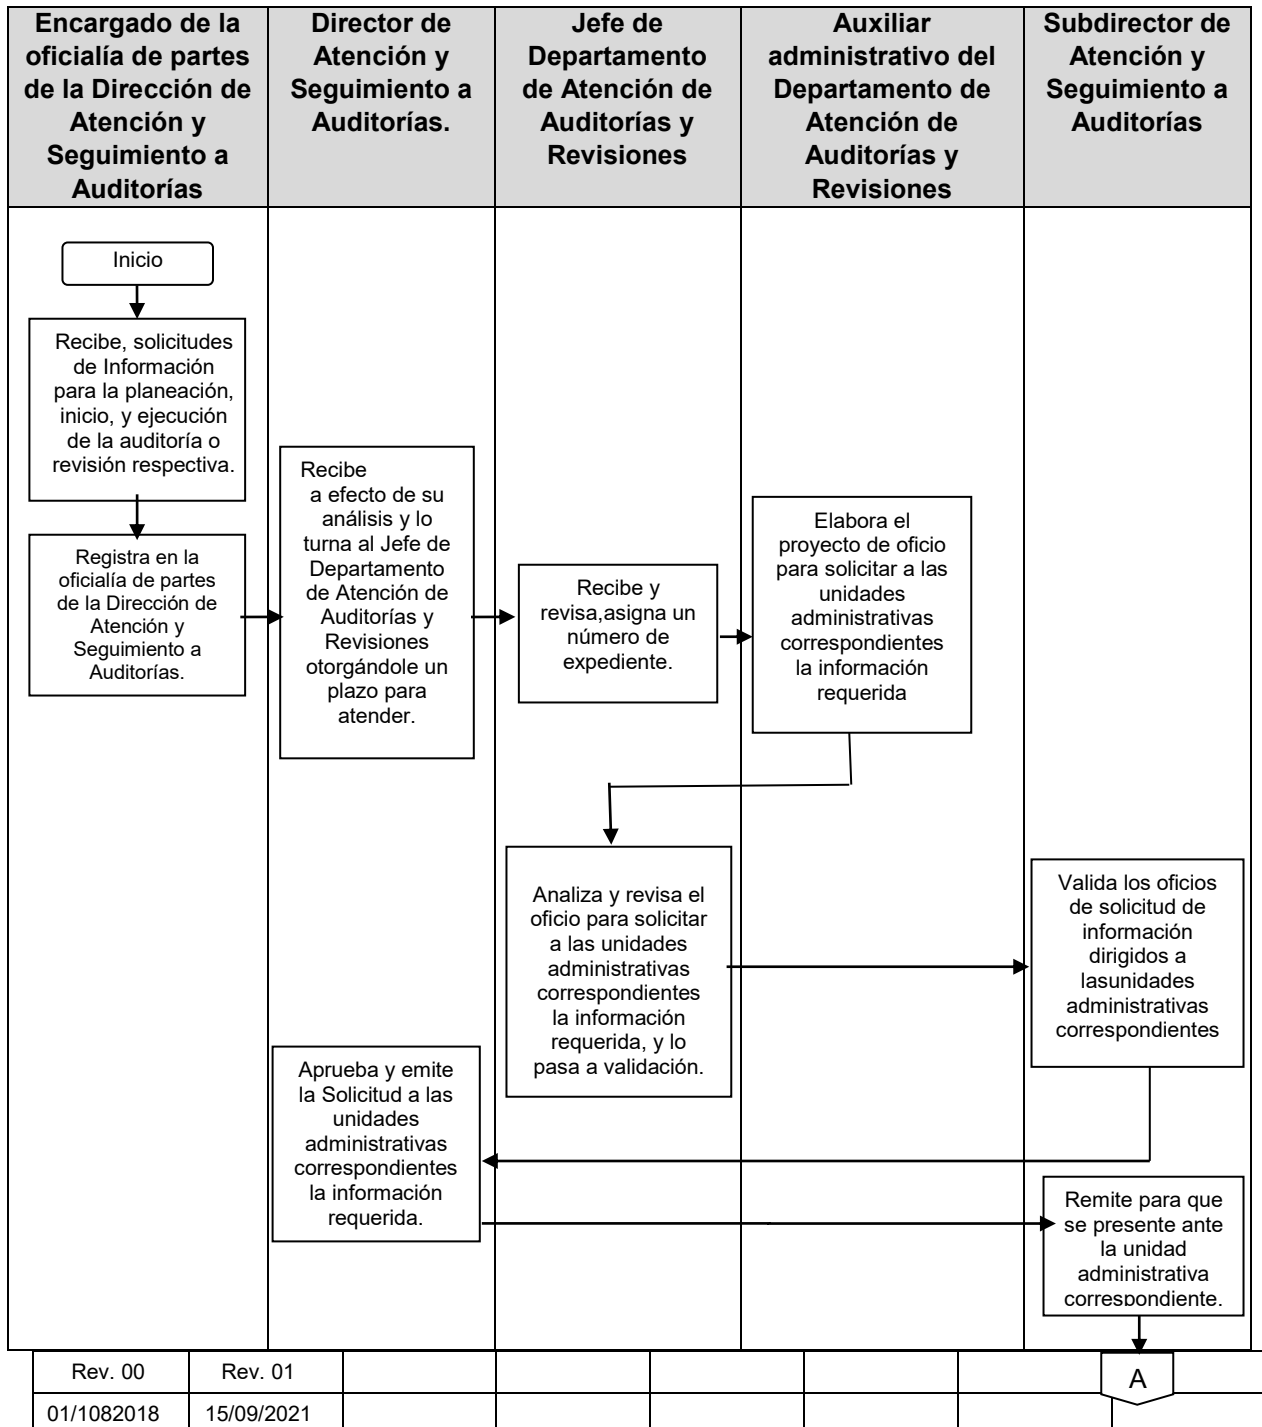 Encargado de la
oficialía de partes
de la Dirección de
Atención y
Seguimiento a
Auditorías
Director de
Atención y
Seguimiento a
Auditorías.
Jefe de
Departamento
de Atención de
Auditorías y
Revisiones
Auxiliar
administrativo del
Departamento de
Atención de
Auditorías y
Revisiones
Subdirector de
Atención y
Seguimiento a
Auditorías
Inicio
Recibe, solicitudes
de Información
para la planeación,
inicio, y ejecución
de la auditoría o
revisión respectiva.
Registra en la
oficialía de partes
de la Dirección de
Atención y
Seguimiento a
Auditorías.
Recibe
a efecto de su
análisis y lo
turna al Jefe de
Departamento
de Atención de
Auditorías y
Revisiones
otorgándole un
plazo para
atender.
Recibe y
revisa,asigna un
número de
expediente.
Elabora el
proyecto de oficio
para solicitar a las
unidades
administrativas
correspondientes
la información
requerida
Analiza y revisa el
oficio para solicitar
a las unidades
administrativas
correspondientes
la información
requerida, y lo
pasa a validación.
Valida los oficios
de solicitud de
información
dirigidos a
lasunidades
administrativas
correspondientes
Aprueba y emite
la Solicitud a las
unidades
administrativas
correspondientes
la información
requerida.
Remite para que
se presente ante
la unidad
administrativa
correspondiente.
A
Rev. 00 Rev. 01
01/1082018 15/09/2021